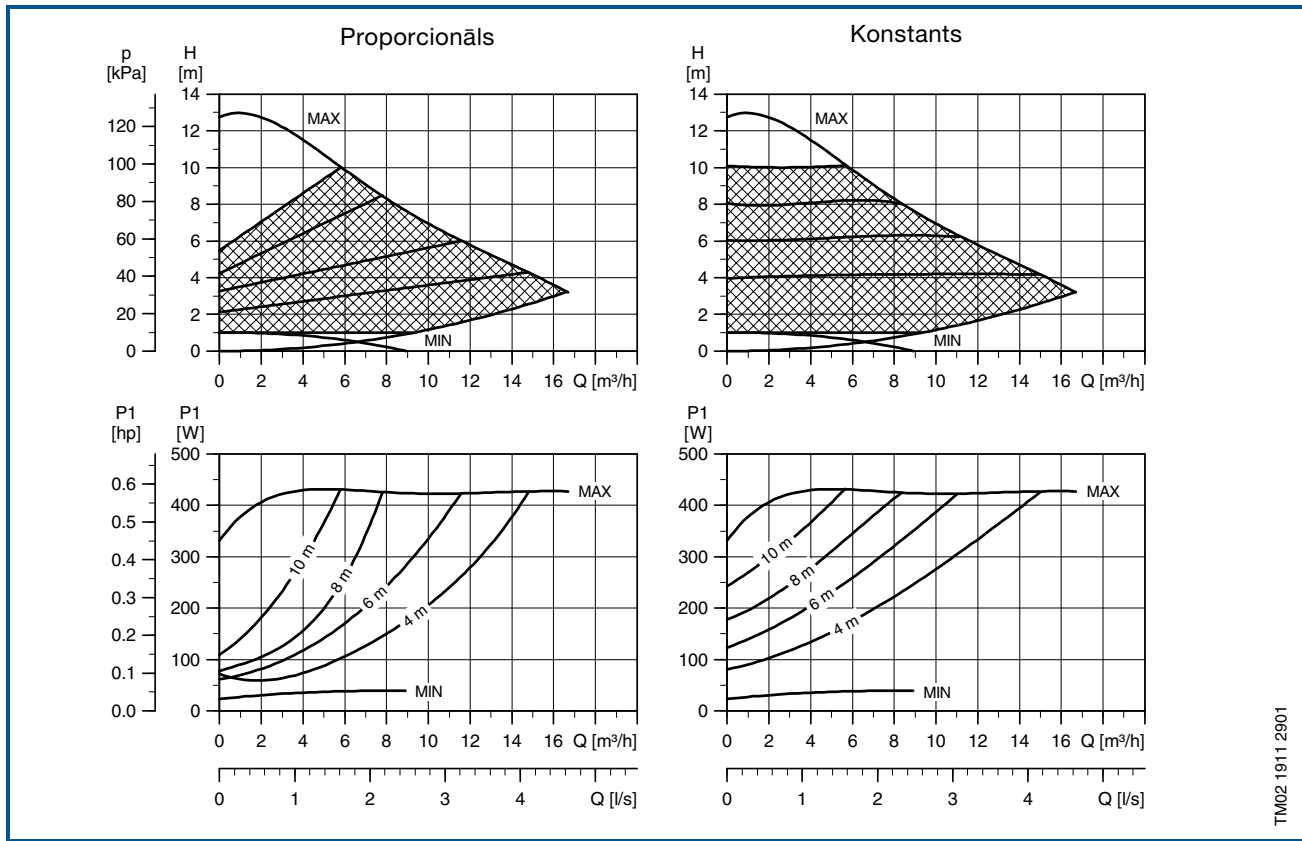 Proporcionāls
Konstants
p
[kPa]
H
[m]
H
[m]
14
12
10
8
6
4
2
0
120
100
80
60
40
20
0
MAX
MIN
0 2 4 6 8 10 12 14 16 Q [m³/h]
14
12
10
8
6
4
2
0
MAX
MIN
0 2 4 6 8 10 12 14 16 Q [m³/h]
P1
[hp]
P1
[W]
0.6
0.5
0.4
0.3
0.2
0.1
0.0
500
400
300
200
100
0
MAX
10 m
8 m
6 m
4 m
MIN
0 2 4 6 8 10 12 14 16 Q [m³/h]
0 1 2 3 4 Q [l/s]
P1
[W]
500
400
300
200
100
0
MAX
10 m
8 m
6 m
4 m
MIN
0 2 4 6 8 10 12 14 16 Q [m³/h]
0 1 2 3 4 Q [l/s]
TM02 1911 2901